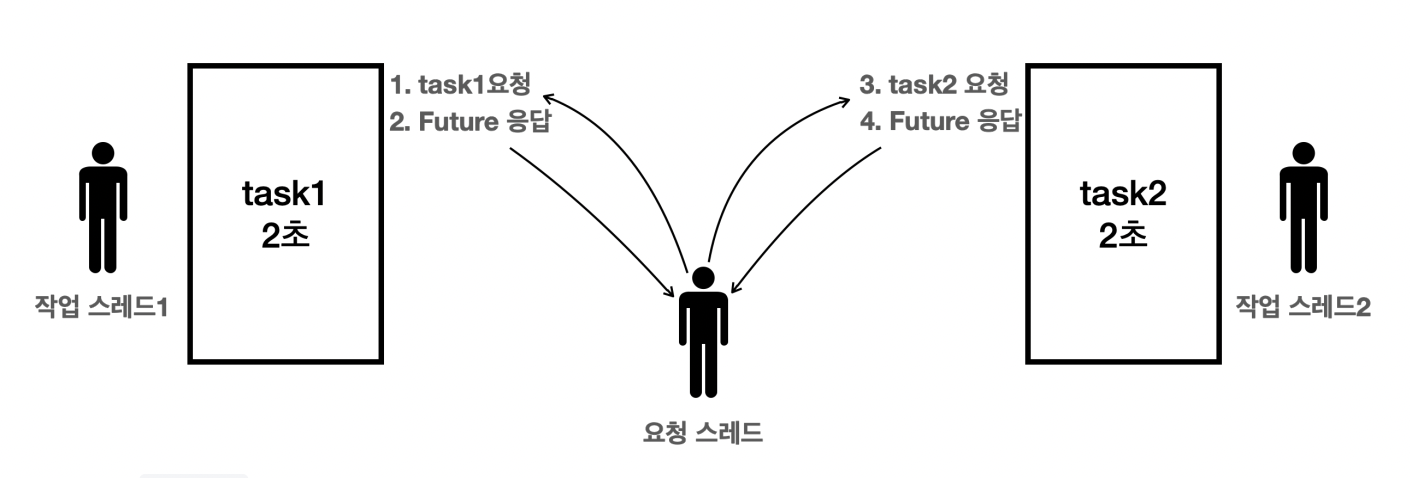 1. task1요청
2. Future 응답
3. task2 요청
4. Future 응답
task1
2초
task2
2초
작업 스레드1
작업 스레드2
요청 스레드